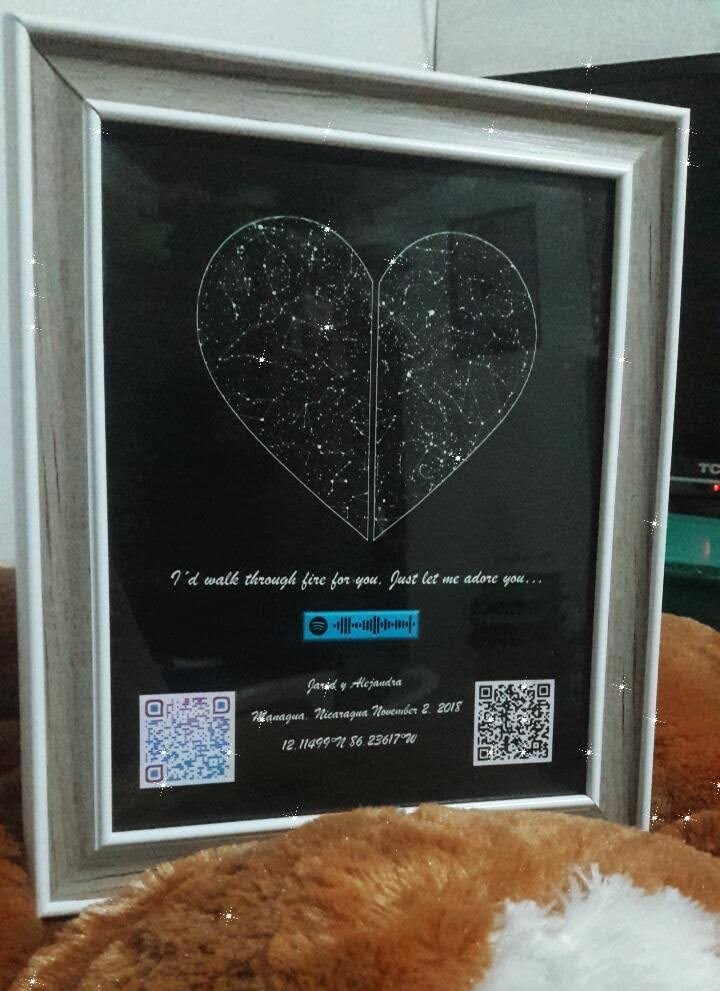 I'd walk through fire for you. Just let me adore you...
Jarid y Alejandra
Managua, Nicaragua November 2. 2018
12.11499°N 86.23617°W
TC